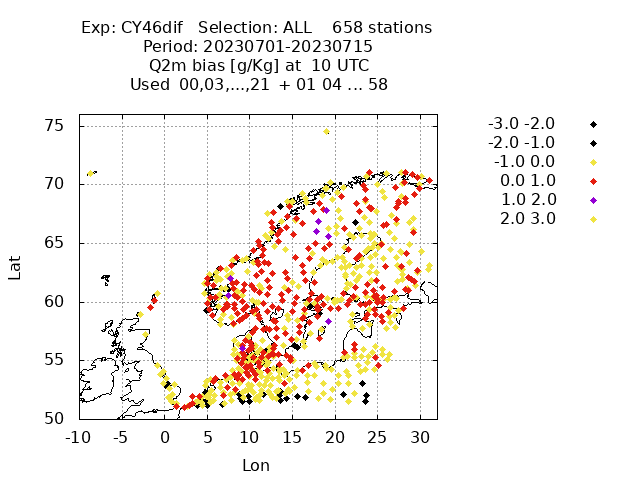 Exp: CY46dif Selection: ALL 658 stations
Period: 20230701-20230715
Q2m bias [g/Kg] at 10 UTC
Used 00,03,...,21 + 01 04 ... 58
75
70
65
60
55
50
Lat
-10 -5 0 5 10 15 20 25 30
Lon
-3.0 -2.0
-2.0 -1.0
-1.0 0.0
0.0 1.0
1.0 2.0
2.0 3.0